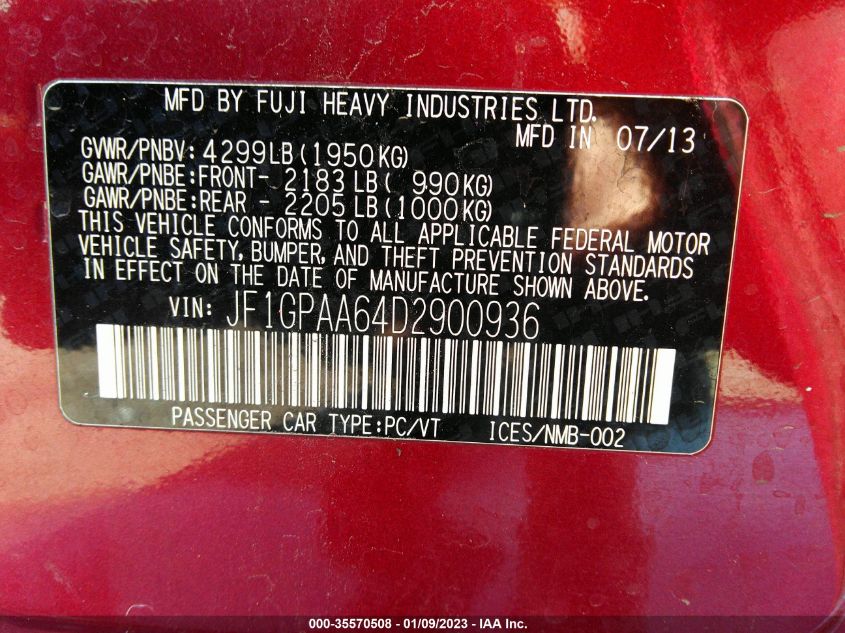 MFD BY FUJI HEAVY INDUSTRIES LTD.
MFD IN 07/13
GVWR/PNBV: 4299LB (1950KG)
GAWR/PNBE:FRONT- 2183 LB ( 990KG)
GAWR/PNBE:REAR - 2205 LB (1000KG)
THIS VEHICLE CONFORMS TO ALL APPLICABLE FEDERAL MOTOR
VEHICLE SAFETY, BUMPER, AND THEFT PREVENTION STANDARDS
IN EFFECT ON THE DATE OF MANUFACTURE SHOWN ABOVE.
VIN: JF1GPAA64D2900936
PASSENGER CAR TYPE:PC/VT ICES/NMB-002
000-35570508 - 01/09/2023 - IAA Inc.